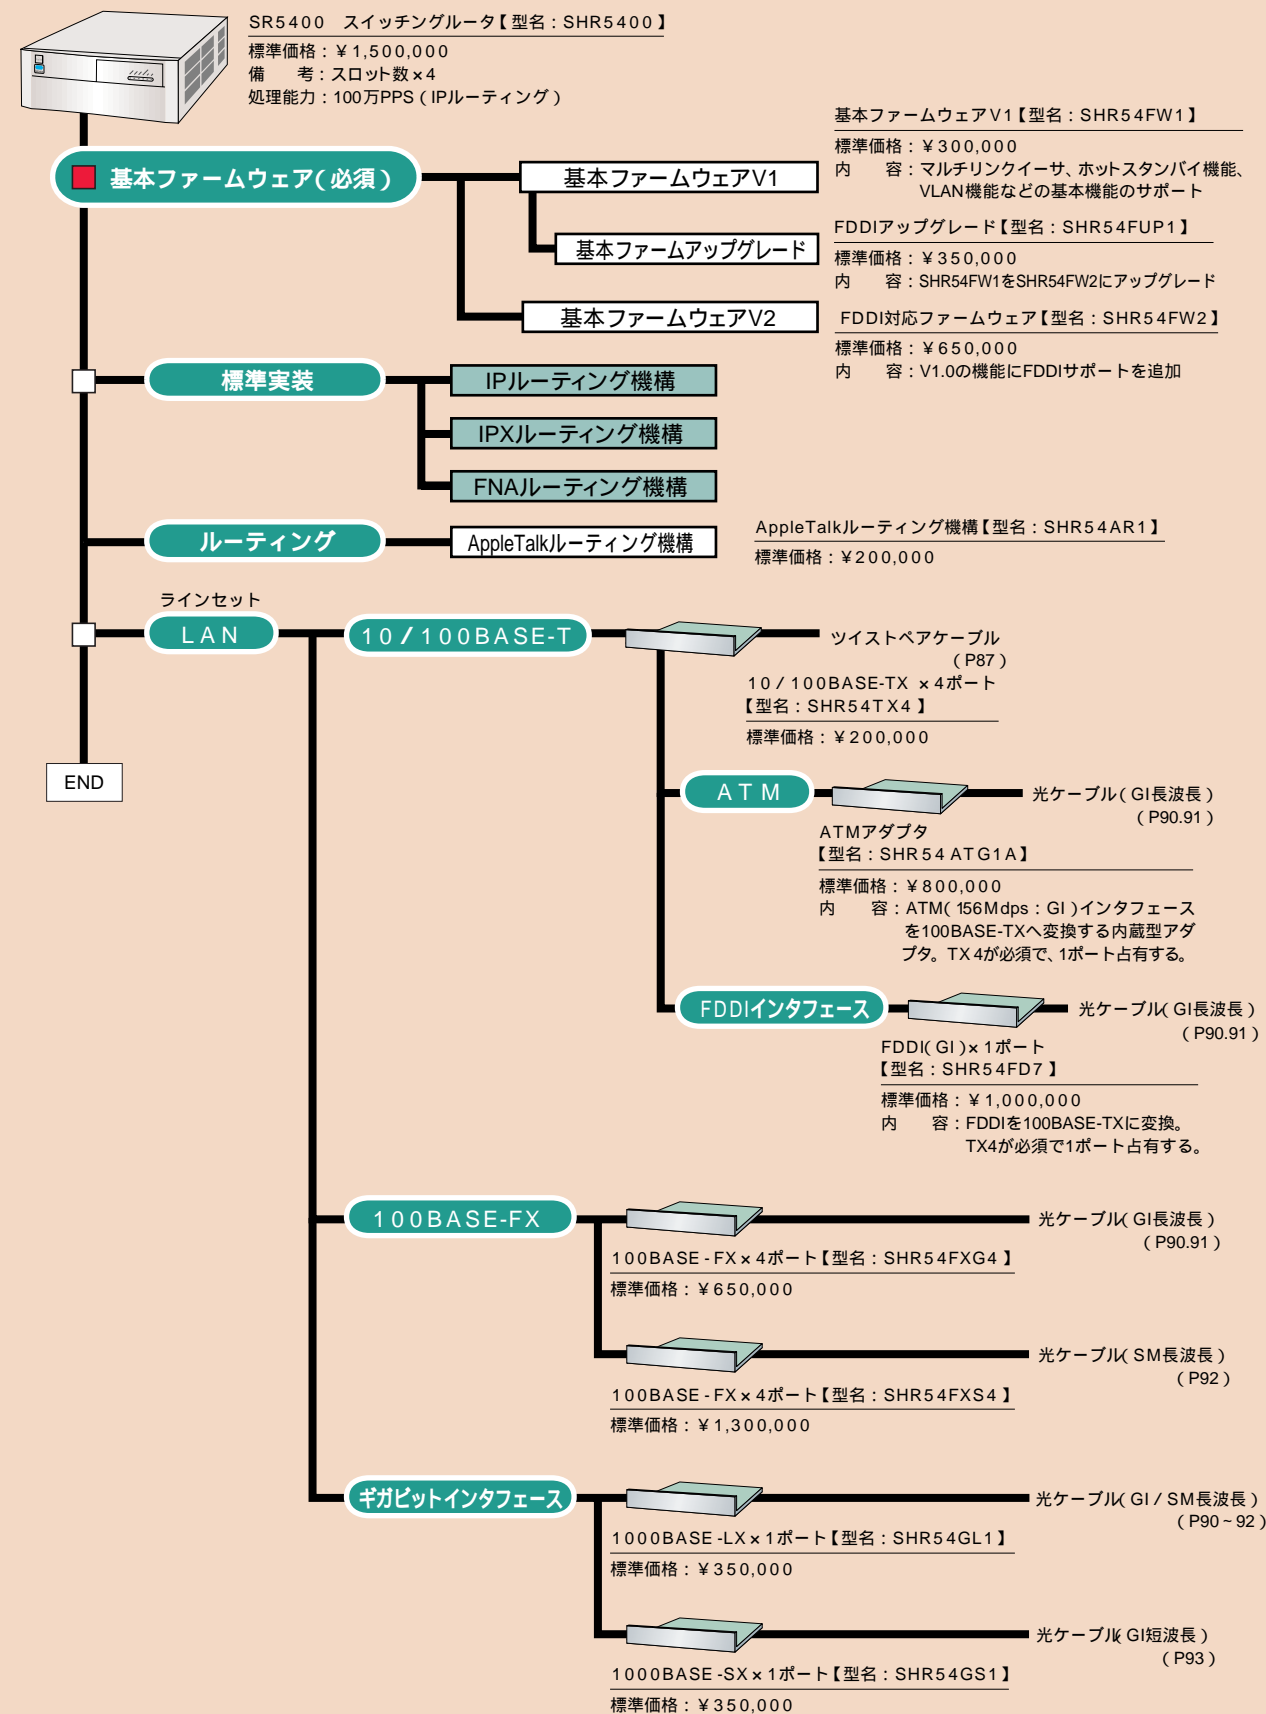 SR5400　スイッチングルータ【型名：SHR5400】
標準価格：¥1,500,000
備　　考：スロット数×4
処理能力：100万PPS（IPルーティング）
基本ファームウェア(必須)
基本ファームウェアV1
基本ファームウェアV1【型名：SHR54FW1】
標準価格：¥300,000
内　　容：マルチリンクイーサ、ホットスタンバイ機能、
VLAN機能などの基本機能のサポート
基本ファームアップグレード
FDDIアップグレード【型名：SHR54FUP1】
標準価格：¥350,000
内　　容：SHR54FW1をSHR54FW2にアップグレード
基本ファームウェアV2
FDDI対応ファームウェア【型名：SHR54FW2】
標準価格：¥650,000
内　　容：V1.0の機能にFDDIサポートを追加
標準実装
IPルーティング機構
IPXルーティング機構
FNAルーティング機構
ルーティング
AppleTalkルーティング機構
AppleTalkルーティング機構【型名：SHR54AR1】
標準価格：¥200,000
ラインセット
LAN
10/100BASE-T
ツイストペアケーブル
（P87）
10/100BASE-TX ×4ポート
【型名：SHR54TX4】
標準価格：¥200,000
END
ATM
光ケーブル（GI長波長）
（P90.91）
ATMアダプタ
【型名：SHR54ATG1A】
標準価格：¥800,000
内　　容：ATM(156Mdps：GI)インタフェース
を100BASE-TXへ変換する内蔵型アダ
プタ。TX4が必須で、1ポート占有する。
FDDIインタフェース
光ケーブル(GI長波長）
（P90.91）
FDDI(GI)×1ポート
【型名：SHR54FD7】
標準価格：¥1,000,000
内　　容：FDDIを100BASE-TXに変換。
TX4が必須で1ポート占有する。
100BASE-FX
光ケーブル(GI長波長）
（P90.91）
100BASE-FX×4ポート【型名：SHR54FXG4】
標準価格：¥650,000
光ケーブル(SM長波長）
（P92）
100BASE-FX×4ポート【型名：SHR54FXS4】
標準価格：¥1,300,000
ギガビットインタフェース
光ケーブル(GI/SM長波長）
（P90~92）
1000BASE-LX×1ポート【型名：SHR54GL1】
標準価格：¥350,000
光ケーブル(GI短波長）
（P93）
1000BASE-SX×1ポート【型名：SHR54GS1】
標準価格：¥350,000